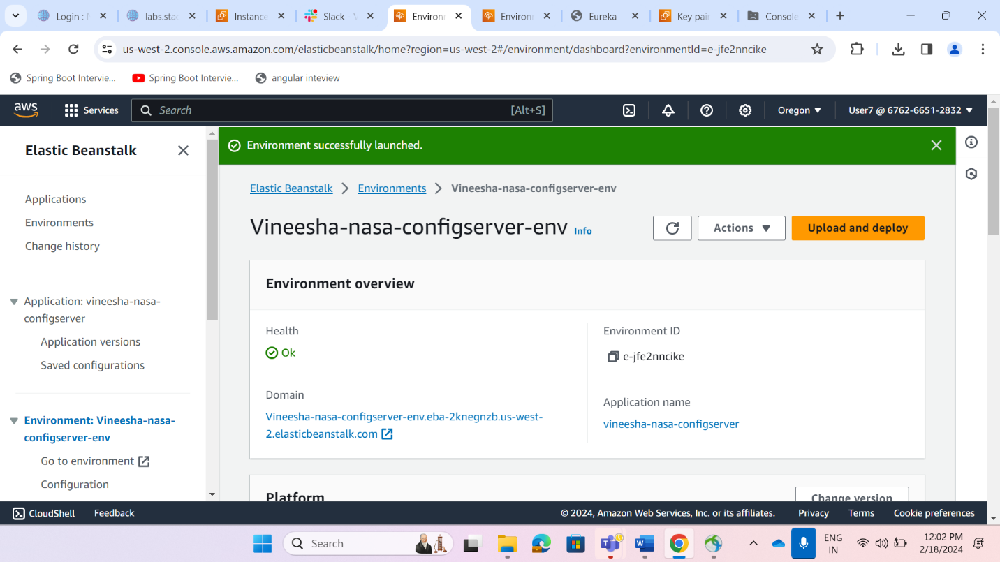 Login : N
labs.stac
Instance
Slack - V
Environm
Environm
Eureka
Key pair
Console
us-west-2.console.aws.amazon.com/elasticbeanstalk/home?region=us-west-2#/environment/dashboard?environmentId=e-jfe2nncike
Spring Boot Intervie...
Spring Boot Intervie...
angular inteview
aws
Services
Search
[Alt+S]
Oregon
User7 @ 6762-6651-2832
Elastic Beanstalk
Applications
Environments
Change history
Application: vineesha-nasa-
configserver
Application versions
Saved configurations
Environment: Vineesha-nasa-
configserver-env
Go to environment
Configuration
Environment successfully launched.
Elastic Beanstalk
Environments
Vineesha-nasa-configserver-env
Vineesha-nasa-configserver-env Info
Actions
Upload and deploy
Environment overview
Health
Ok
Domain
Vineesha-nasa-configserver-env.eba-2knegnzb.us-west-
2.elasticbeanstalk.com
Environment ID
e-jfe2nncike
Application name
vineesha-nasa-configserver
Platform
Change version
CloudShell
Feedback
© 2024, Amazon Web Services, Inc. or its affiliates.
Privacy
Terms
Cookie preferences
Search
ENG
IN
12:02 PM
2/18/2024